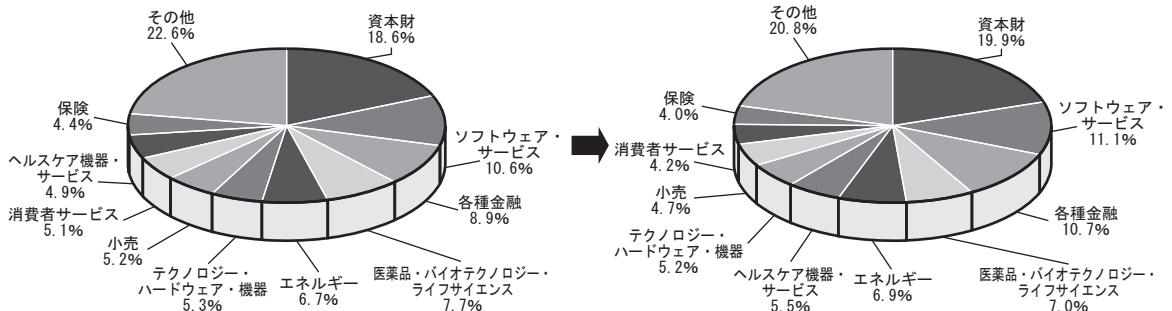 その他
22.6%
資本財
18.6%
ソフトウェア・
サービス
10.6%
各種金融
8.9%
医薬品・バイオテクノロジー・
ライフサイエンス
7.7%
エネルギー
6.7%
テクノロジー・
ハードウェア・機器
5.3%
小売
5.2%
消費者サービス
5.1%
ヘルスケア機器・
サービス
4.9%
保険
4.4%
その他
20.8%
資本財
19.9%
ソフトウェア・
サービス
11.1%
各種金融
10.7%
医薬品・バイオテクノロジー・
ライフサイエンス
7.0%
エネルギー
6.9%
ヘルスケア機器・
サービス
5.5%
テクノロジー・
ハードウェア・機器
5.2%
小売
4.7%
消費者サービス
4.2%
保険
4.0%